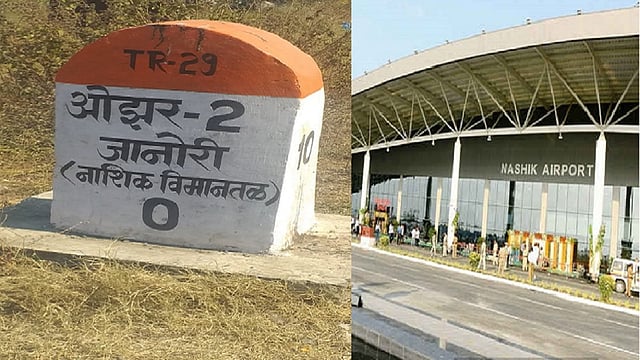 TR-29
ओझर-2
जानोरी
(नाशिक विमानतळ)
0
10
NASHIK AIRPORT